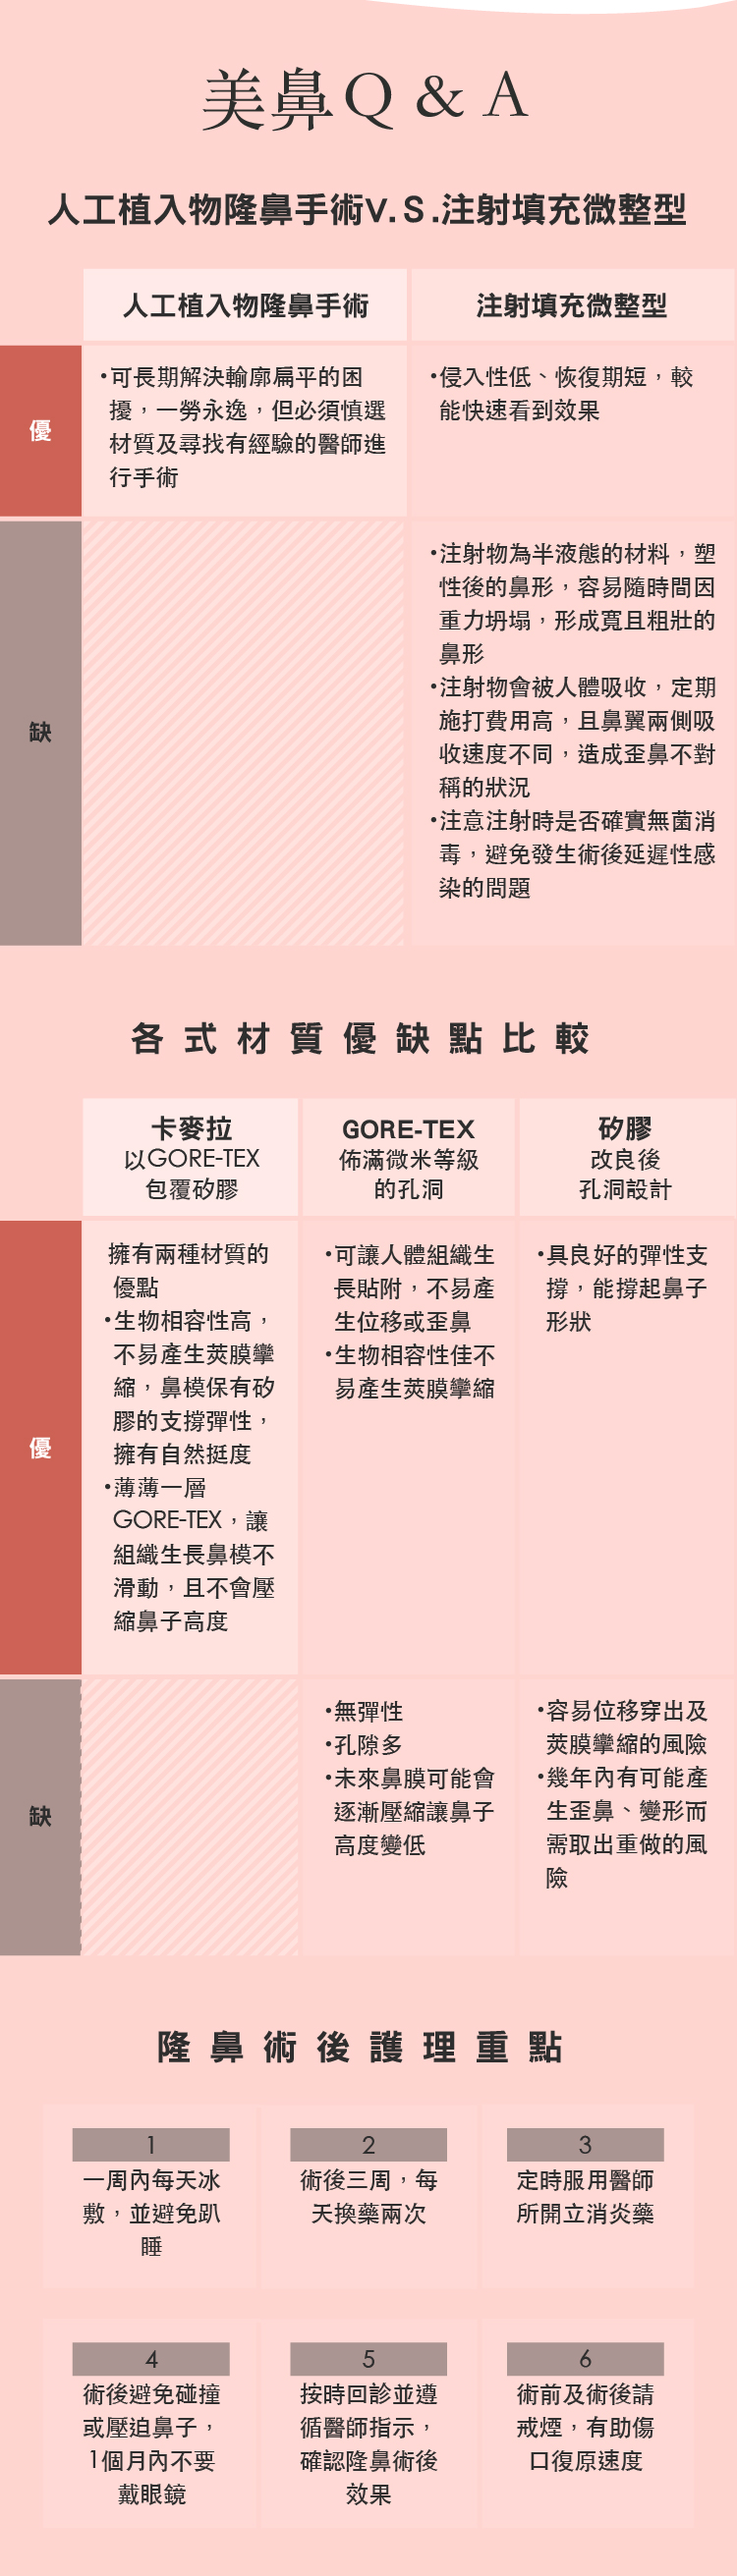 美鼻Q & A
人工植入物隆鼻手術V.S.注射填充微整型
人工植入物隆鼻手術
注射填充微整型
優
•可長期解決輪廓扁平的困
擾，一勞永逸，但必須慎選
材質及尋找有經驗的醫師進
行手術
•侵入性低、恢復期短，較
能快速看到效果
缺
•注射物為半液態的材料，塑
性後的鼻形，容易隨時間因
重力坍塌，形成寬且粗壯的
鼻形
•注射物會被人體吸收，定期
施打費用高，且鼻翼兩側吸
收速度不同，造成歪鼻不對
稱的狀況
•注意注射時是否確實無菌消
毒，避免發生術後延遲性感
染的問題
各式材質優缺點比較
卡麥拉
以GORE-TEX
包覆矽膠
GORE-TEX
佈滿微米等級
的孔洞
矽膠
改良後
孔洞設計
優
擁有兩種材質的
優點
•生物相容性高，
不易產生莢膜攣
縮，鼻模保有矽
膠的支撐彈性，
擁有自然挺度
•薄薄一層
GORE-TEX，讓
組織生長鼻模不
滑動，且不會壓
縮鼻子高度
•可讓人體組織生
長貼附，不易產
生位移或歪鼻
•生物相容性佳不
易產生莢膜攣縮
•具良好的彈性支
撐，能撐起鼻子
形狀
缺
•無彈性
•孔隙多
•未來鼻膜可能會
逐漸壓縮讓鼻子
高度變低
•容易位移穿出及
莢膜攣縮的風險
•幾年內有可能產
生歪鼻、變形而
需取出重做的風
險
隆鼻術後護理重點
1
一周內每天冰
敷，並避免趴
睡
2
術後三周，每
天換藥兩次
3
定時服用醫師
所開立消炎藥
4
術後避免碰撞
或壓迫鼻子，
1個月內不要
戴眼鏡
5
按時回診並遵
循醫師指示，
確認隆鼻術後
效果
6
術前及術後請
戒煙，有助傷
口復原速度